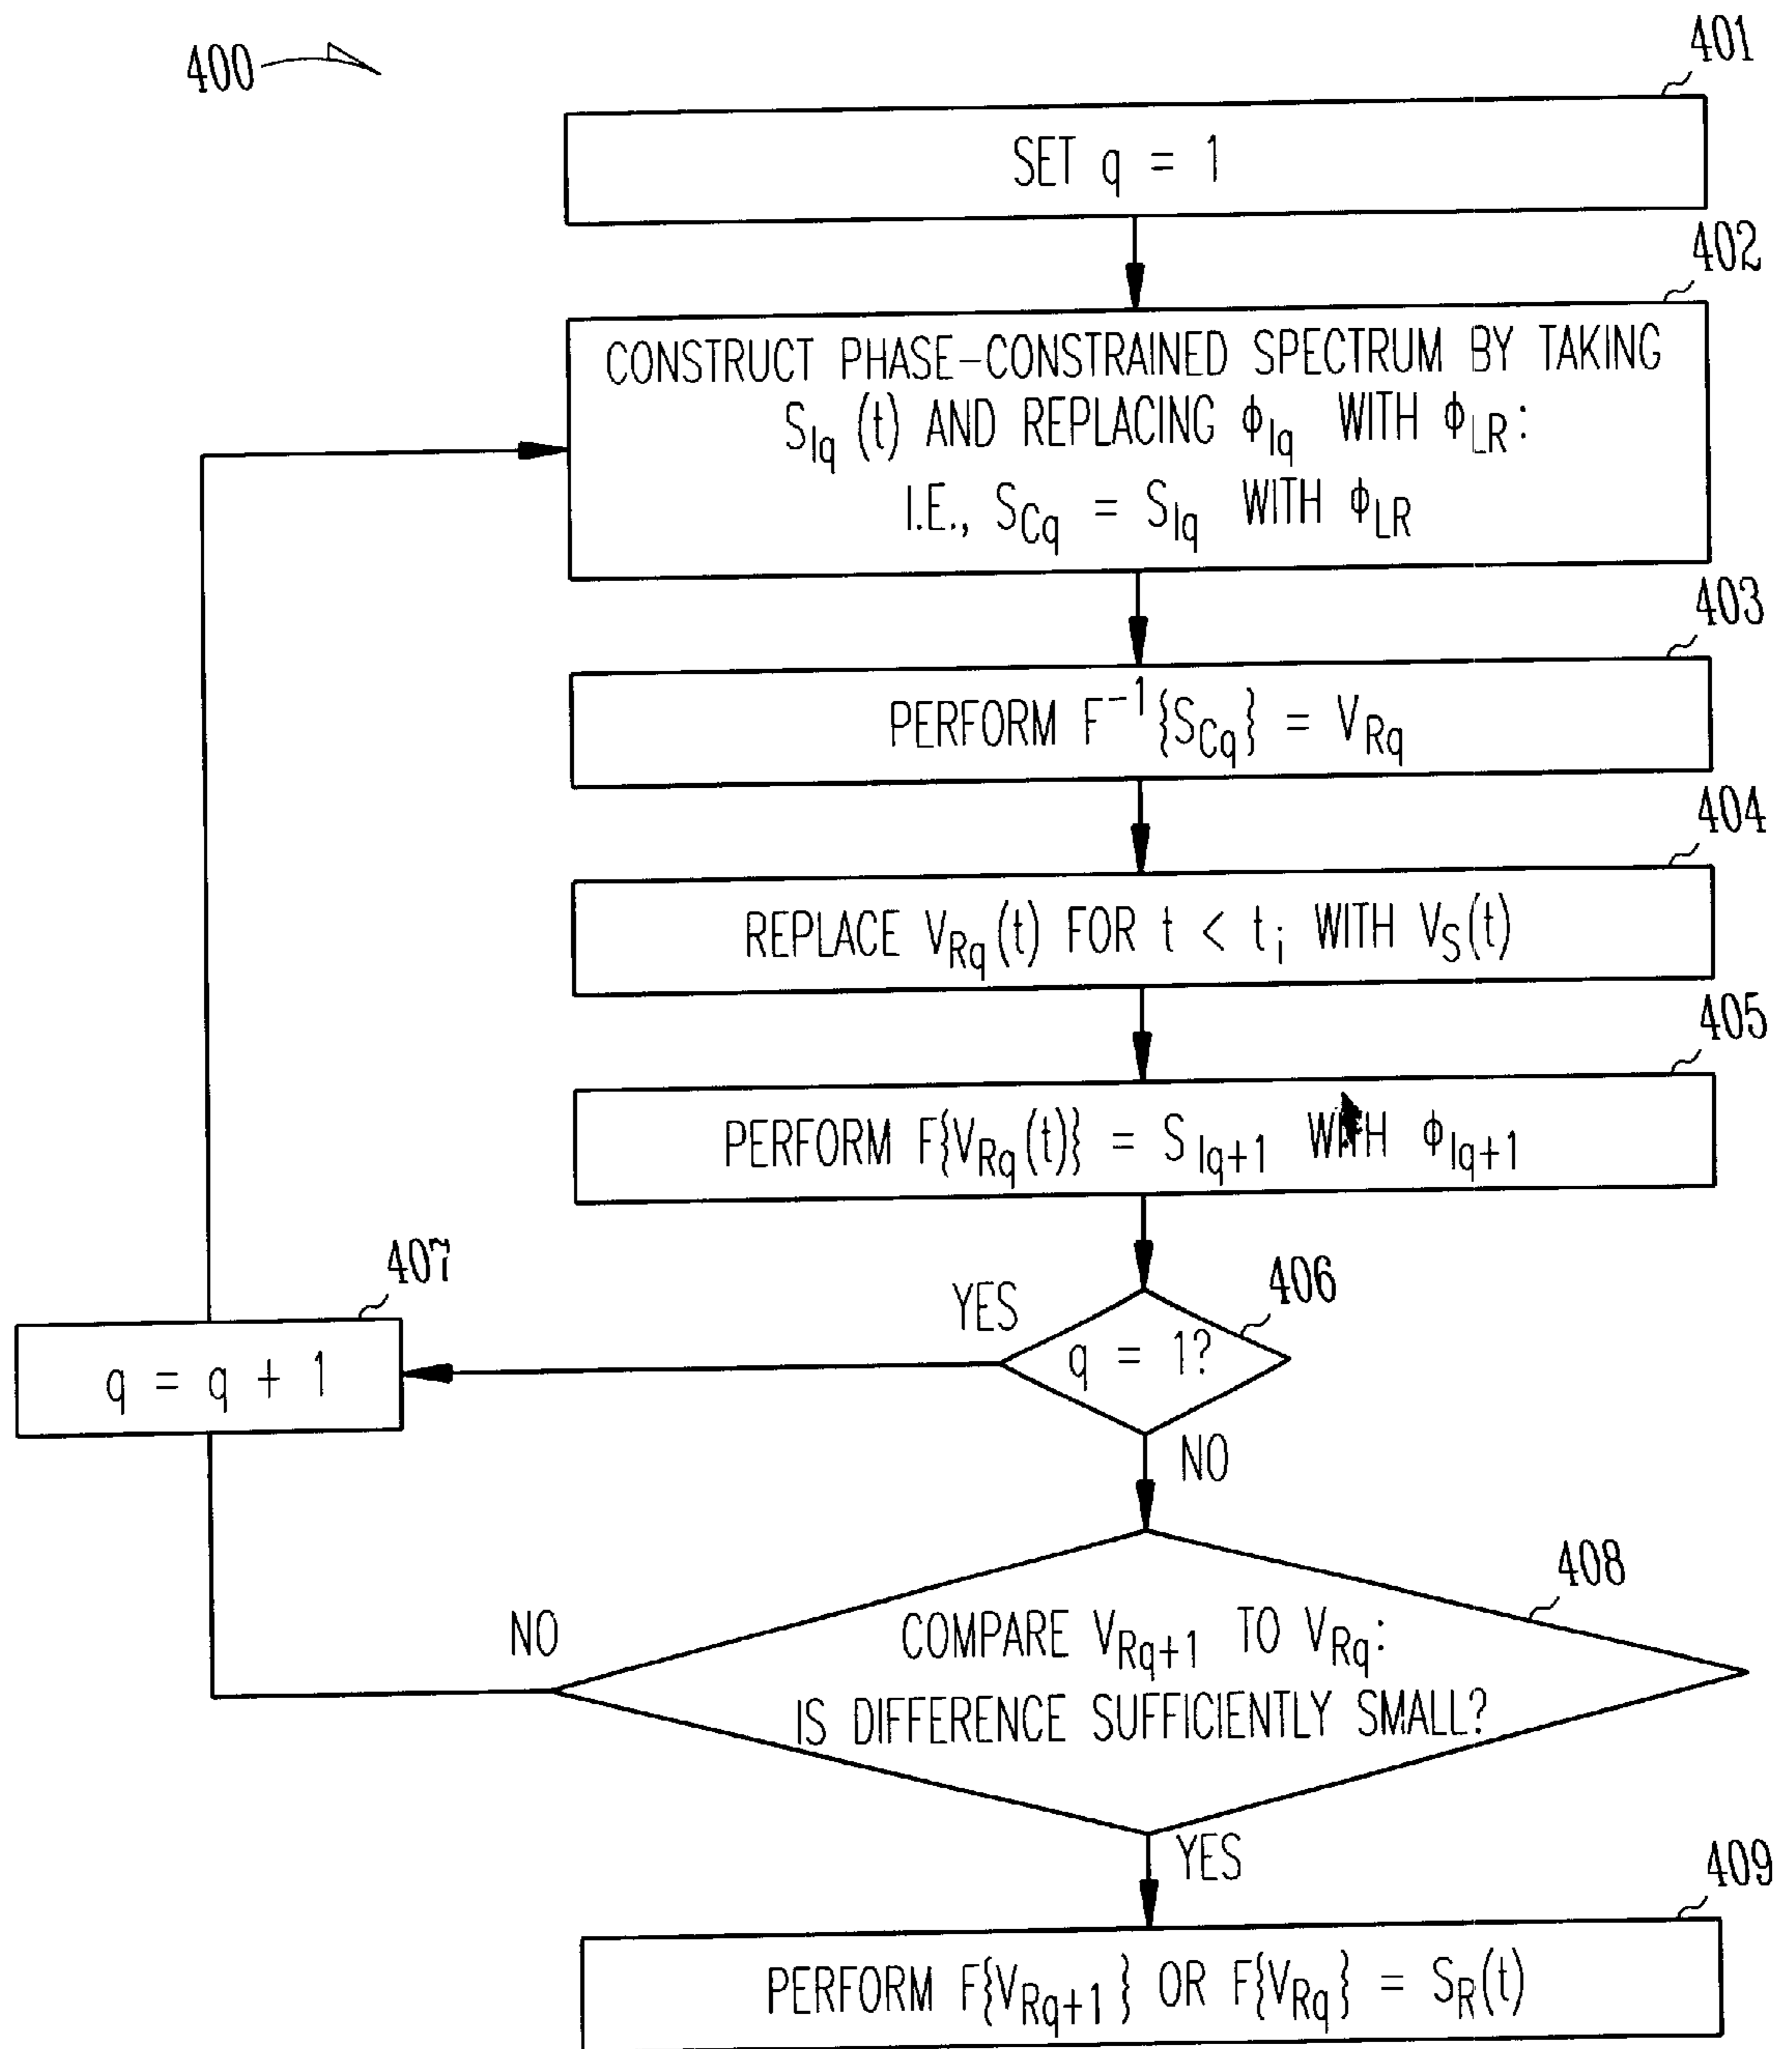 400
401
SET q = 1
402
CONSTRUCT PHASE-CONSTRAINED SPECTRUM BY TAKING
S_Iq (t) AND REPLACING ϕ_Iq WITH ϕ_LR:
I.E., S_Cq = S_Iq WITH ϕ_LR
403
PERFORM F⁻¹{S_Cq} = V_Rq
404
REPLACE V_Rq(t) FOR t < t_i WITH V_S(t)
405
PERFORM F{V_Rq(t)} = S_Iq+1 WITH ϕ_Iq+1
406
YES
q = 1?
407
q = q + 1
NO
408
NO
COMPARE V_Rq+1 TO V_Rq:
IS DIFFERENCE SUFFICIENTLY SMALL?
YES
409
PERFORM F{V_Rq+1} OR F{V_Rq} = S_R(t)